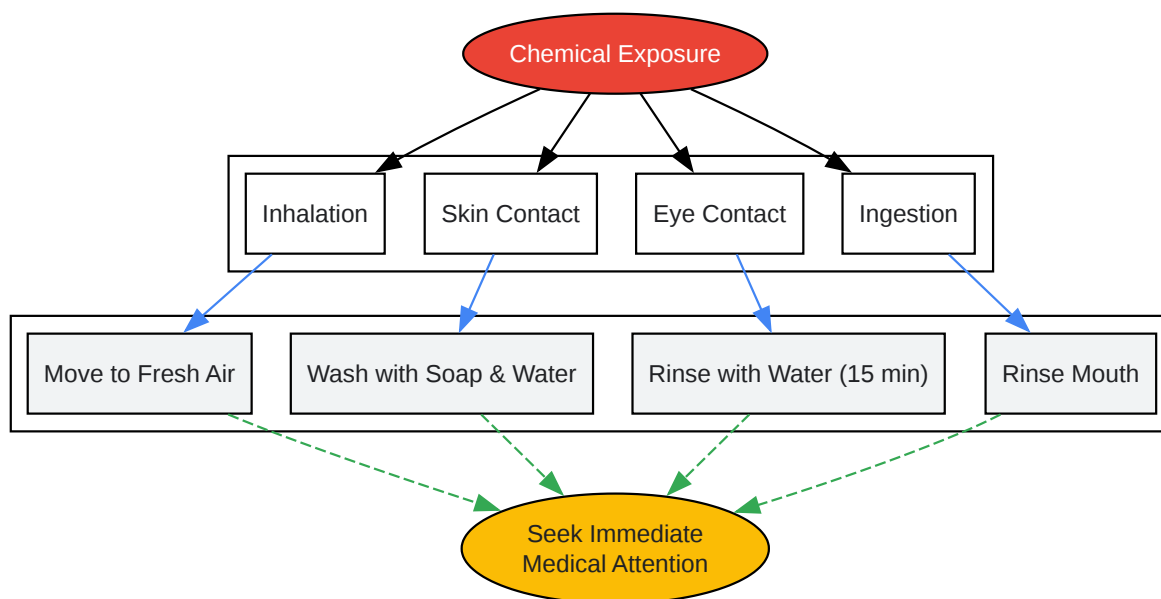 Chemical Exposure
Inhalation
Skin Contact
Eye Contact
Ingestion
Move to Fresh Air
Wash with Soap & Water
Rinse with Water (15 min)
Rinse Mouth
Seek Immediate
Medical Attention